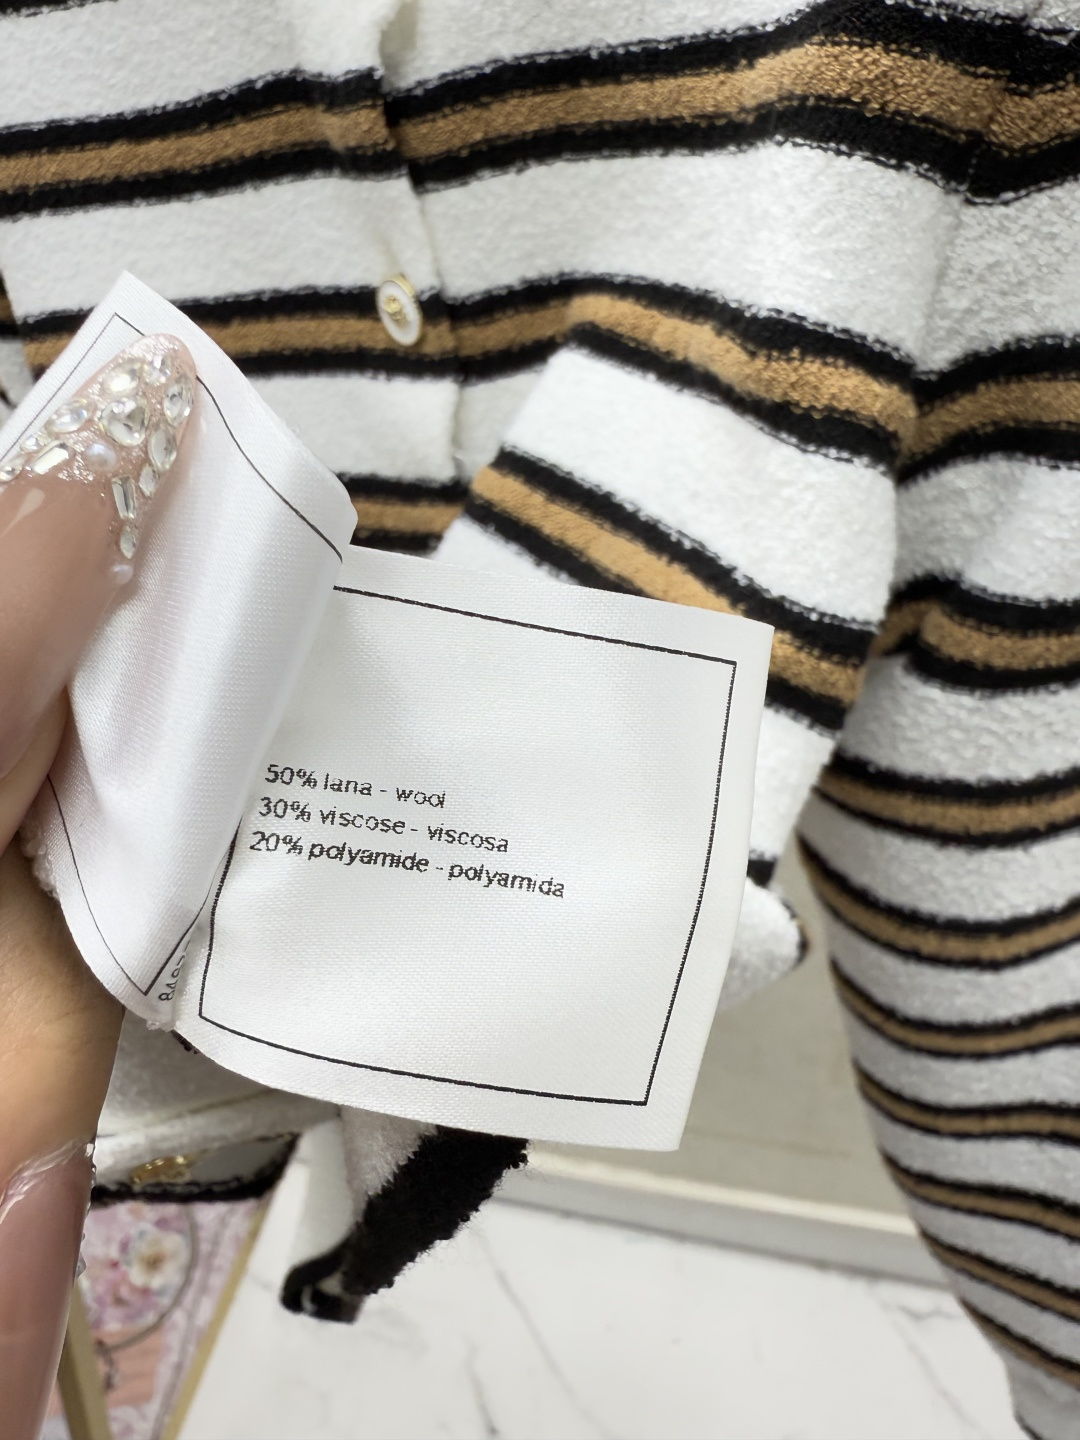 50% lana - wool
30% viscose - viscosa
20% polyamide - polyamida